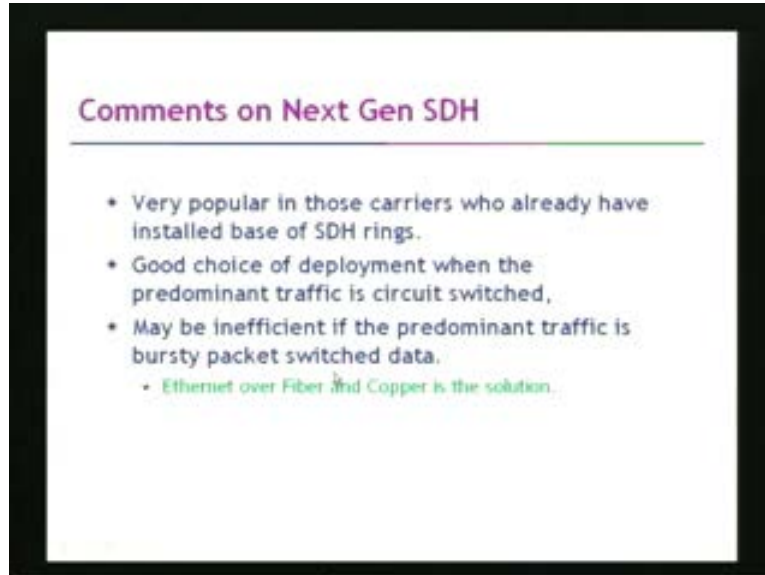 Comments on Next Gen SDH
• Very popular in those carriers who already have
installed base of SDH rings.
• Good choice of deployment when the
predominant traffic is circuit switched,
• May be inefficient if the predominant traffic is
bursty packet switched data.
• Ethernet over Fiber and Copper is the solution.